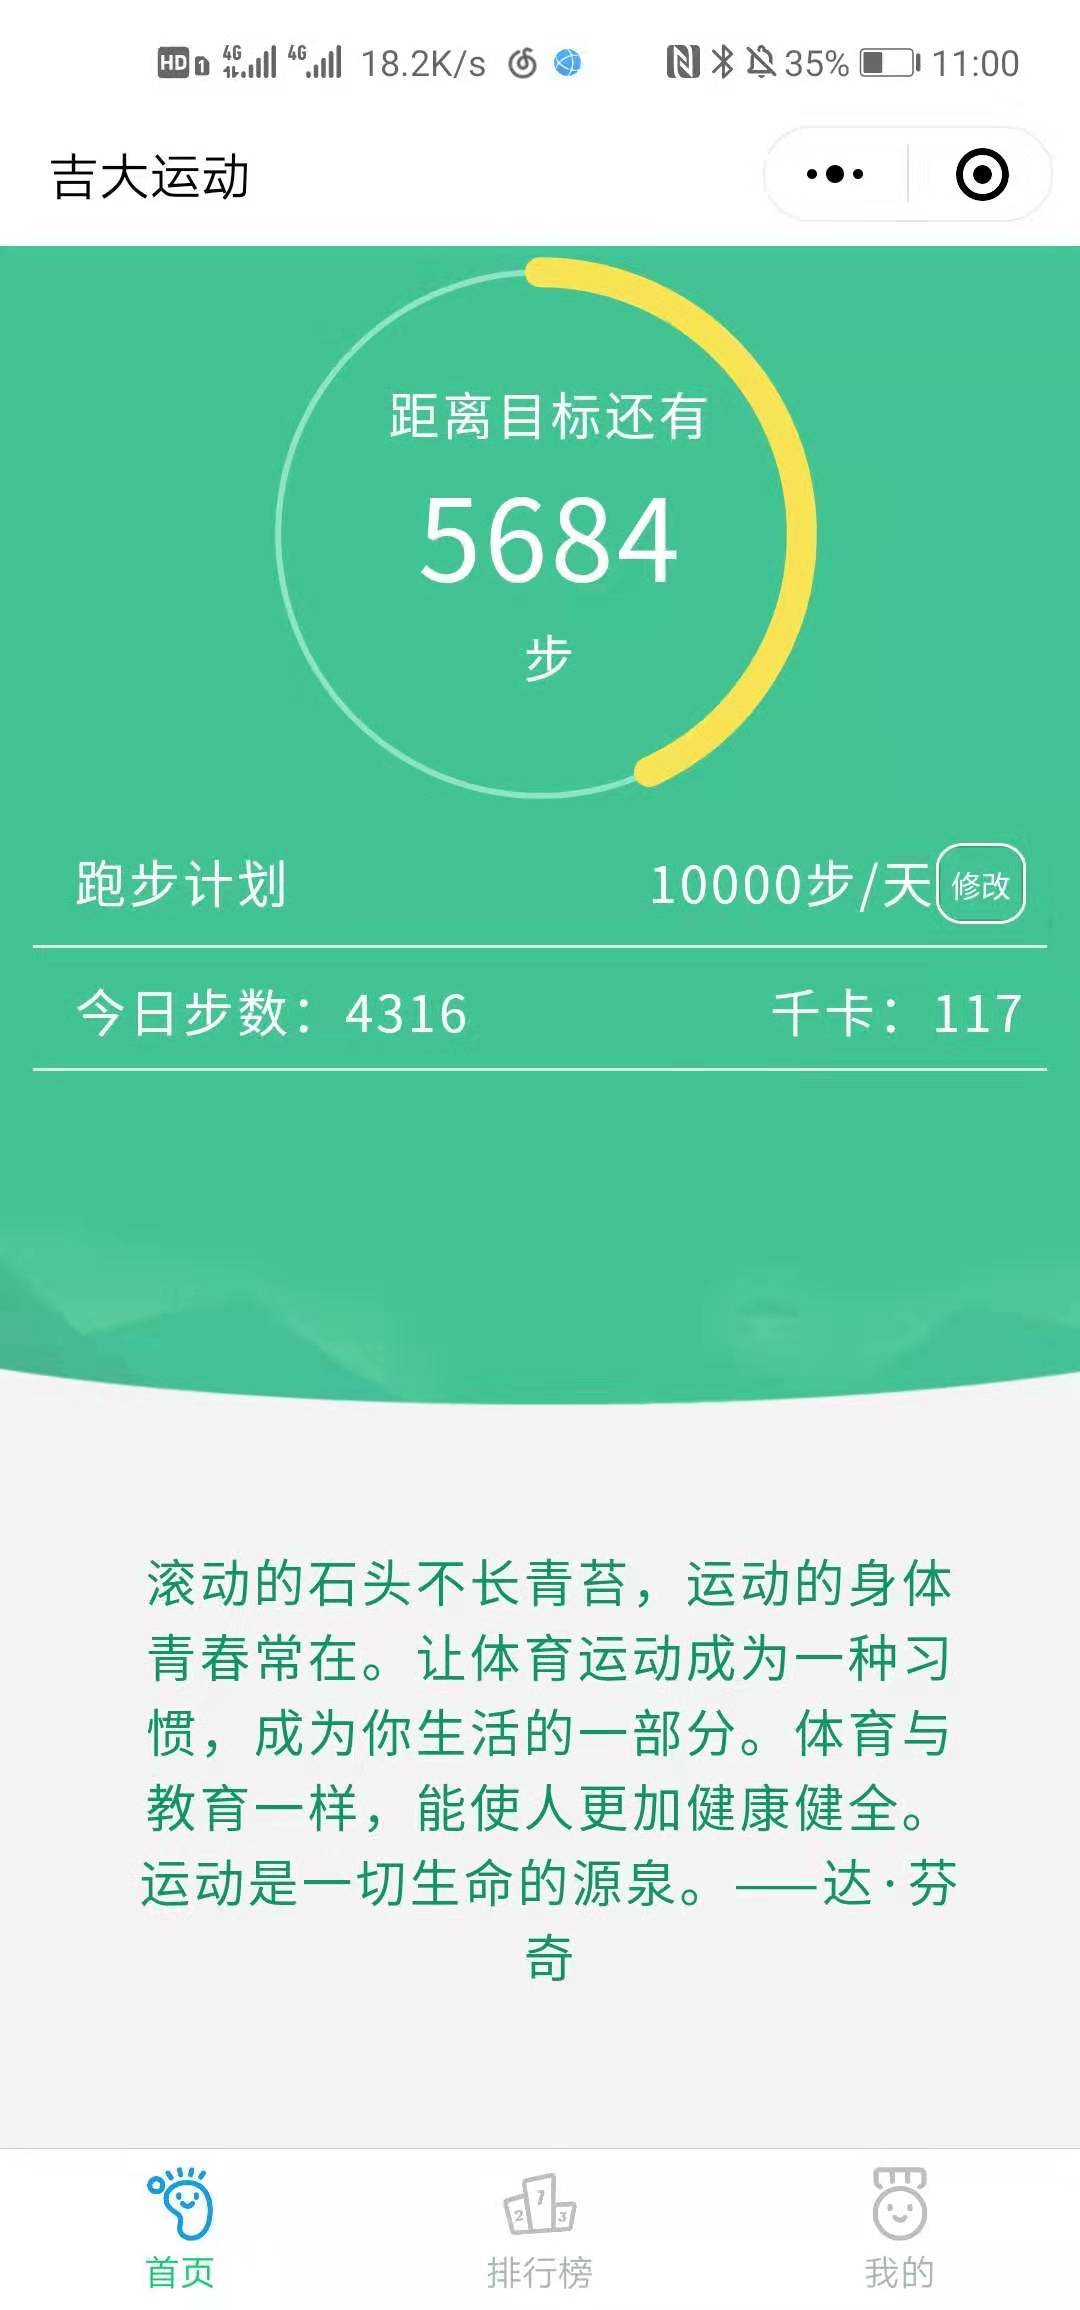 HD 1 4G 4G 18.2K/s 35% 11:00
吉大运动
距离目标还有
5684
步
跑步计划 10000步/天 修改
今日步数：4316 千卡：117
滚动的石头不长青苔，运动的身体
青春常在。让体育运动成为一种习
惯，成为你生活的一部分。体育与
教育一样，能使人更加健康健全。
运动是一切生命的源泉。——达·芬
奇
1
2 3
首页 排行榜 我的